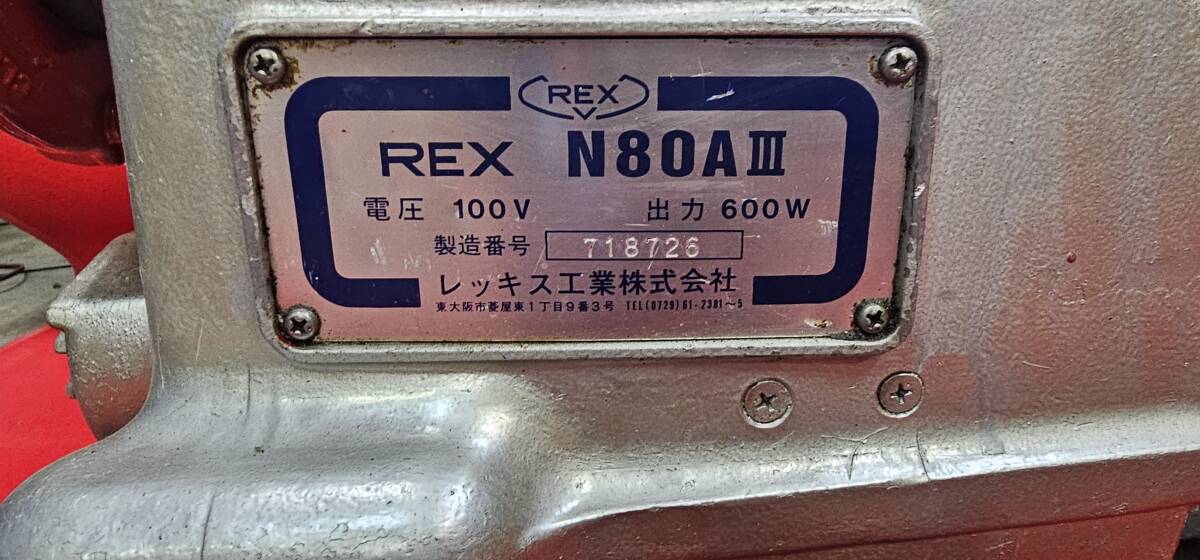 REX
REX N80AⅢ
電圧 100V 出力 600W
製造番号 718726
レッキス工業株式会社
東大阪市菱屋東1丁目9番3号 TEL(0729)61-2381~5